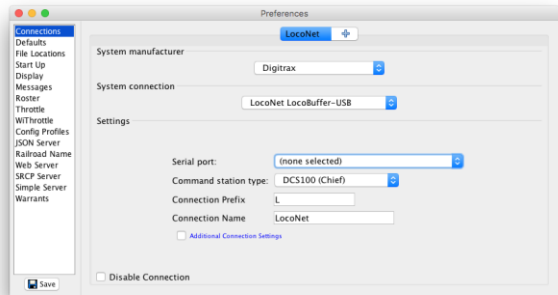 Preferences
Connections
Defaults
File Locations
Start Up
Display
Messages
Roster
Throttle
WiThrottle
Config Profiles
JSON Server
Railroad Name
Web Server
SRCP Server
Simple Server
Warrants
Save
LocoNet
System manufacturer
Digitrax
System connection
LocoNet LocoBuffer-USB
Settings
Serial port: (none selected)
Command station type: DCS100 (Chief)
Connection Prefix L
Connection Name LocoNet
Additional Connection Settings
Disable Connection